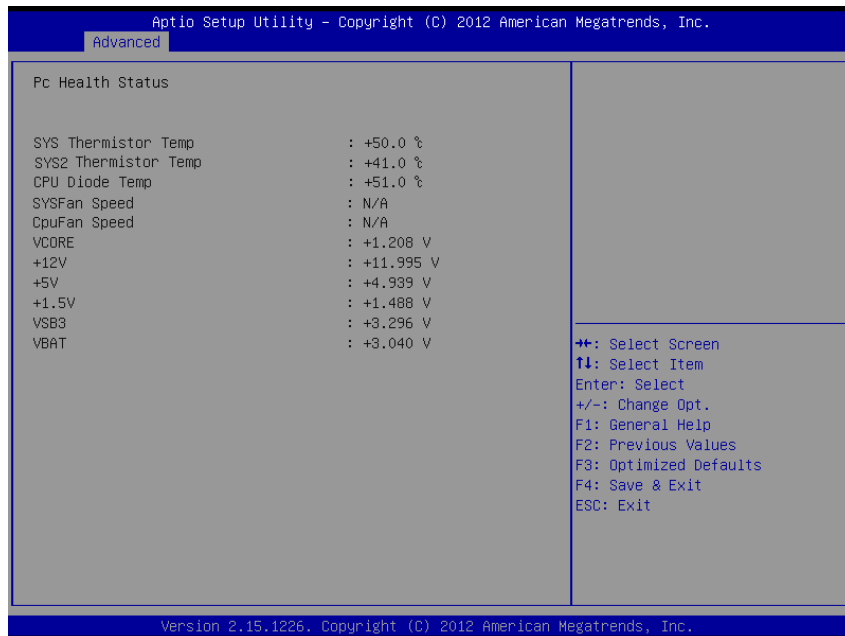 Aptio Setup Utility – Copyright (C) 2012 American Megatrends, Inc.
Advanced
Pc Health Status
SYS Thermistor Temp : +50.0 ℃
SYS2 Thermistor Temp : +41.0 ℃
CPU Diode Temp : +51.0 ℃
SYSFan Speed : N/A
CpuFan Speed : N/A
VCORE : +1.208 V
+12V : +11.995 V
+5V : +4.939 V
+1.5V : +1.488 V
VSB3 : +3.296 V
VBAT : +3.040 V
→←: Select Screen
↑↓: Select Item
Enter: Select
+/-: Change Opt.
F1: General Help
F2: Previous Values
F3: Optimized Defaults
F4: Save & Exit
ESC: Exit
Version 2.15.1226. Copyright (C) 2012 American Megatrends, Inc.